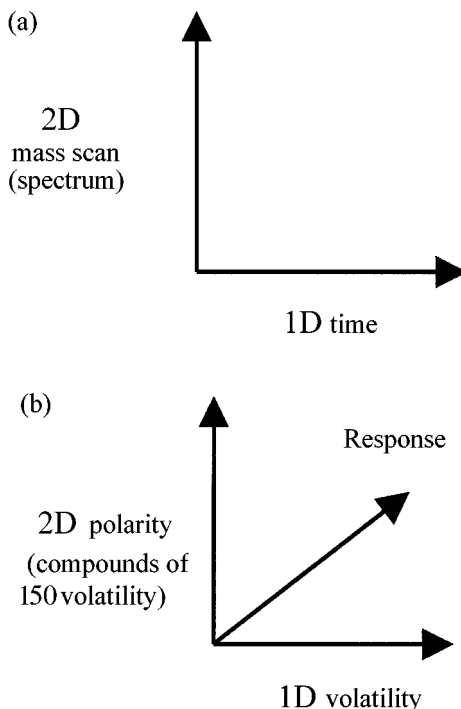 (a)
2D
mass scan
(spectrum)
1D time
(b)
Response
2D polarity
(compounds of
150 volatility)
1D volatility